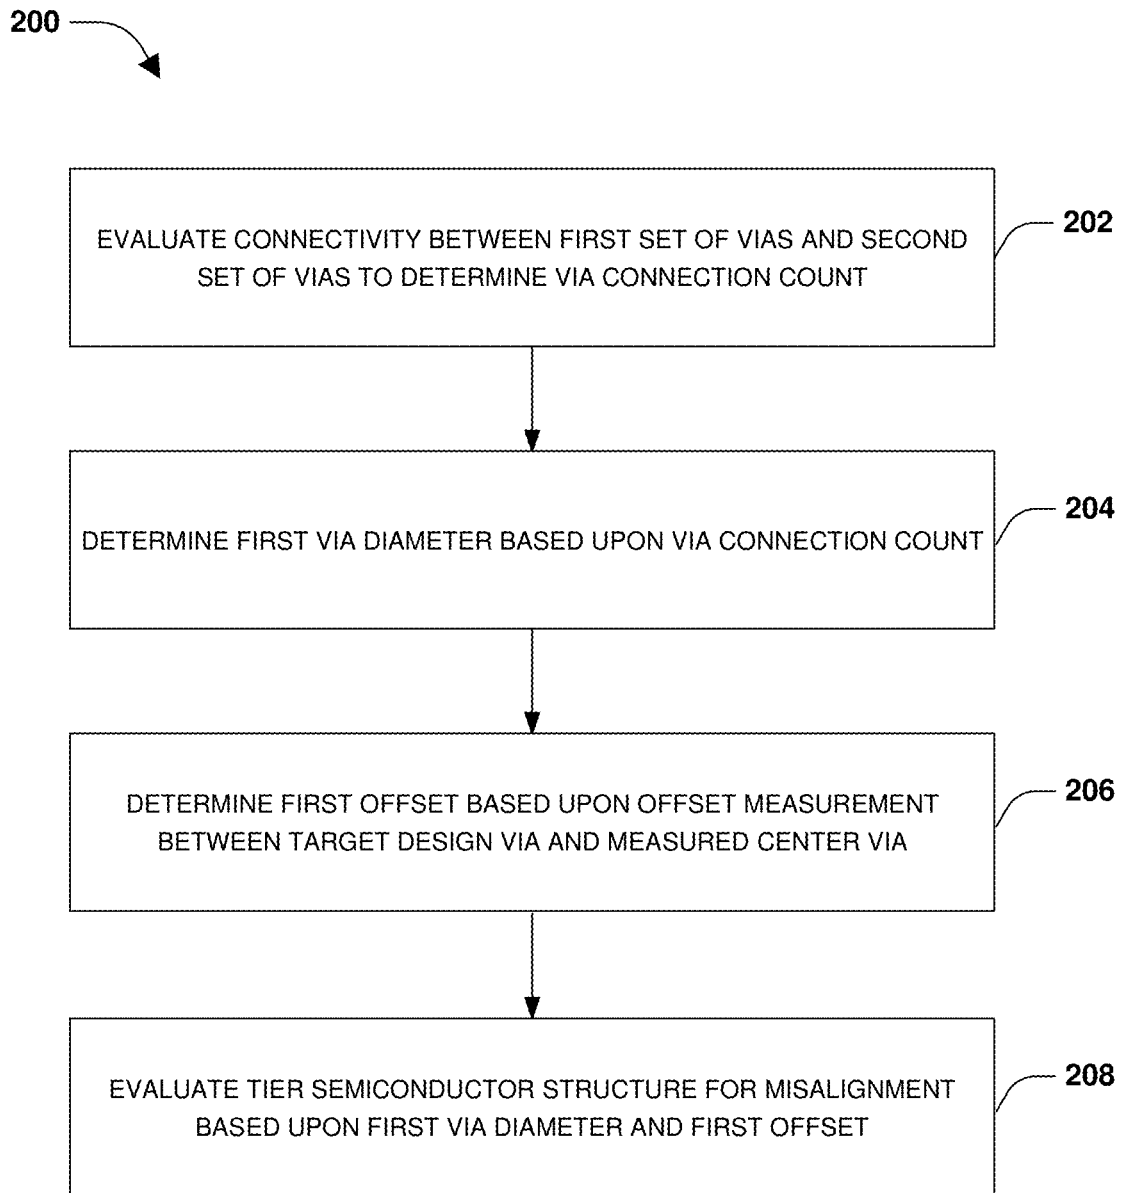 200
EVALUATE CONNECTIVITY BETWEEN FIRST SET OF VIAS AND SECOND
SET OF VIAS TO DETERMINE VIA CONNECTION COUNT
202
DETERMINE FIRST VIA DIAMETER BASED UPON VIA CONNECTION COUNT
204
DETERMINE FIRST OFFSET BASED UPON OFFSET MEASUREMENT
BETWEEN TARGET DESIGN VIA AND MEASURED CENTER VIA
206
EVALUATE TIER SEMICONDUCTOR STRUCTURE FOR MISALIGNMENT
BASED UPON FIRST VIA DIAMETER AND FIRST OFFSET
208